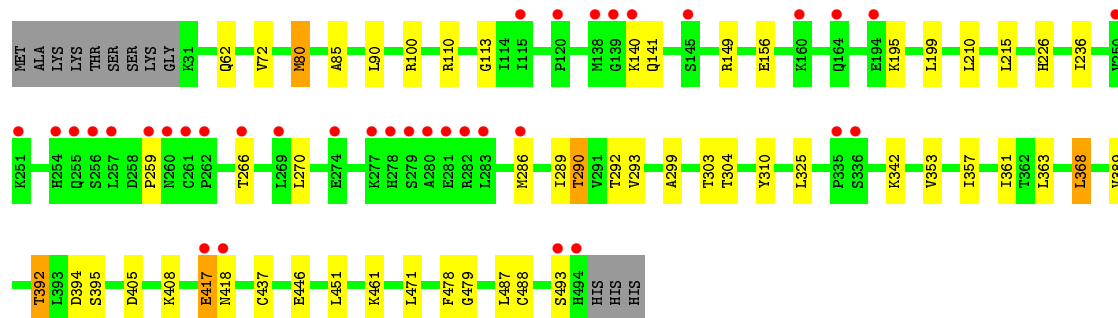 MET ALA LYS LYS THR SER SER LYS GLY K31 Q62 V72 M80 A85 L90 R100 R110 G113 I114 I115 P120 M138 G139 K140 Q141 S145 R149 E156 K160 Q164 E194 K195 L199 L210 L215 H226 I236 V250
K251 H254 Q255 S256 L257 D258 P259 N260 C261 P262 T266 L269 L270 E274 K277 H278 S279 A280 E281 R282 L283 M286 I289 T290 V291 T292 V293 A299 T303 T304 Y310 L325 P335 S336 K342 V353 I357 I361 T362 L363 L368 V389
T392 L393 D394 S395 D405 K408 E417 N418 C437 E446 L451 K461 L471 F478 G479 L487 C488 S493 H494 HIS HIS HIS